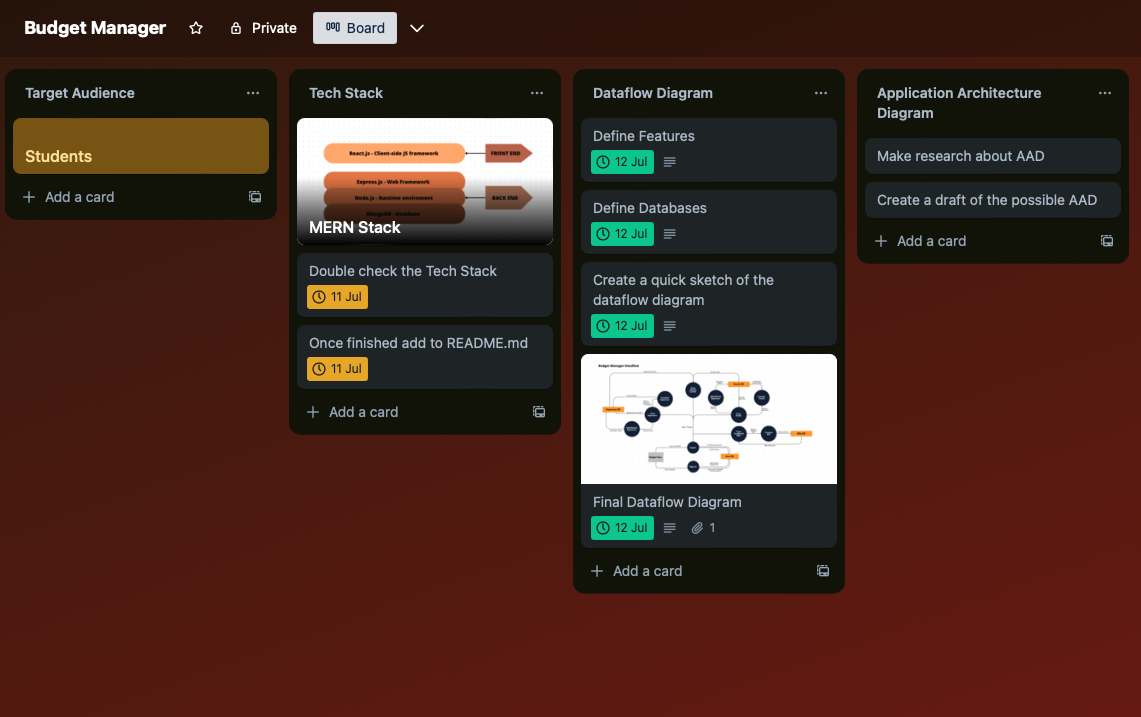 Budget Manager
Private
Board
Target Audience
Students
Add a card
Tech Stack
React.js - Client-side JS framework
FRONT END
Express.js - Web Framework
Node.js - Runtime enviroment
BACK END
MongoDB - Database
MERN Stack
Double check the Tech Stack
11 Jul
Once finished add to README.md
11 Jul
Add a card
Dataflow Diagram
Define Features
12 Jul
Define Databases
12 Jul
Create a quick sketch of the
dataflow diagram
12 Jul
Budget Manager Dataflow
Final Dataflow Diagram
12 Jul
1
Add a card
Application Architecture
Diagram
Make research about AAD
Create a draft of the possible AAD
Add a card